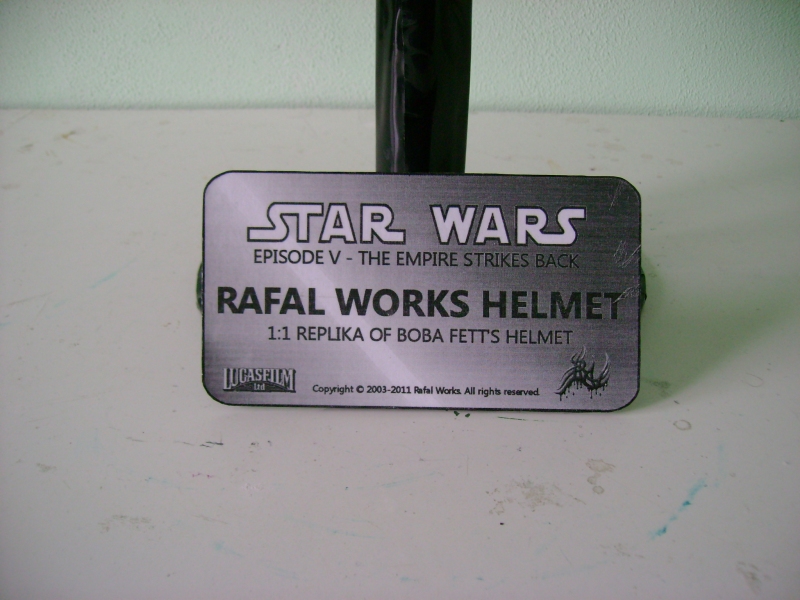 STAR WARS
EPISODE V - THE EMPIRE STRIKES BACK
RAFAL WORKS HELMET
1:1 REPLIKA OF BOBA FETT'S HELMET
LUCASFILM
Ltd
Copyright © 2003-2011 Rafal Works. All rights reserved.